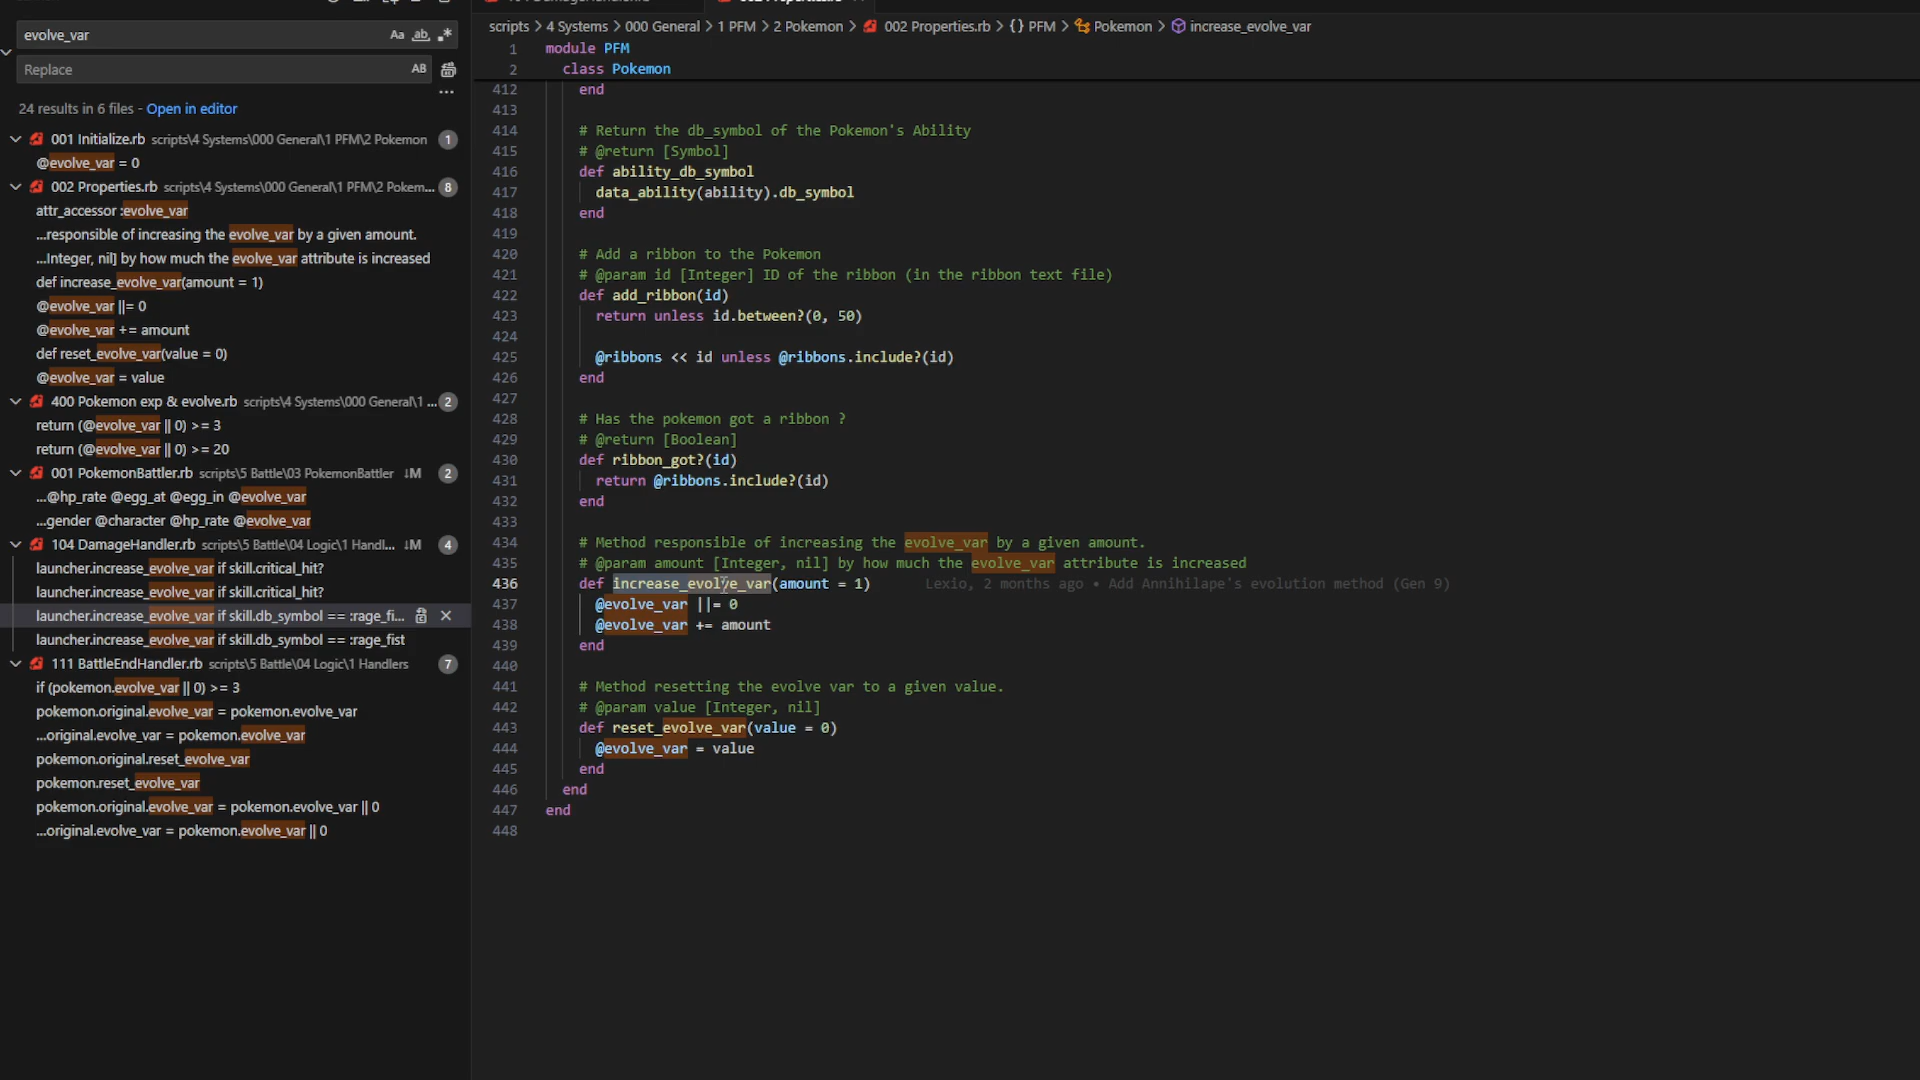 evolve_var
Aa ab .*
Replace
AB
24 results in 6 files - Open in editor
001 Initialize.rb scripts\4 Systems\000 General\1 PFM\2 Pokemon 1
@evolve_var = 0
002 Properties.rb scripts\4 Systems\000 General\1 PFM\2 Pokem... 8
attr_accessor :evolve_var
...responsible of increasing the evolve_var by a given amount.
...Integer, nil] by how much the evolve_var attribute is increased
def increase_evolve_var(amount = 1)
@evolve_var ||= 0
@evolve_var += amount
def reset_evolve_var(value = 0)
@evolve_var = value
400 Pokemon exp & evolve.rb scripts\4 Systems\000 General\1 ... 2
return (@evolve_var || 0) >= 3
return (@evolve_var || 0) >= 20
001 PokemonBattler.rb scripts\5 Battle\03 PokemonBattler ↓M 2
...@hp_rate @egg_at @egg_in @evolve_var
...gender @character @hp_rate @evolve_var
104 DamageHandler.rb scripts\5 Battle\04 Logic\1 Handl... ↓M 4
launcher.increase_evolve_var if skill.critical_hit?
launcher.increase_evolve_var if skill.critical_hit?
launcher.increase_evolve_var if skill.db_symbol == :rage_fi...
launcher.increase_evolve_var if skill.db_symbol == :rage_fist
111 BattleEndHandler.rb scripts\5 Battle\04 Logic\1 Handlers 7
if (pokemon.evolve_var || 0) >= 3
pokemon.original.evolve_var = pokemon.evolve_var
...original.evolve_var = pokemon.evolve_var
pokemon.original.reset_evolve_var
pokemon.reset_evolve_var
pokemon.original.evolve_var = pokemon.evolve_var || 0
...original.evolve_var = pokemon.evolve_var || 0
scripts > 4 Systems > 000 General > 1 PFM > 2 Pokemon > 002 Properties.rb > {} PFM > Pokemon > increase_evolve_var
1 module PFM
2 class Pokemon
412 end
413
414 # Return the db_symbol of the Pokemon's Ability
415 # @return [Symbol]
416 def ability_db_symbol
417 data_ability(ability).db_symbol
418 end
419
420 # Add a ribbon to the Pokemon
421 # @param id [Integer] ID of the ribbon (in the ribbon text file)
422 def add_ribbon(id)
423 return unless id.between?(0, 50)
424
425 @ribbons << id unless @ribbons.include?(id)
426 end
427
428 # Has the pokemon got a ribbon ?
429 # @return [Boolean]
430 def ribbon_got?(id)
431 return @ribbons.include?(id)
432 end
433
434 # Method responsible of increasing the evolve_var by a given amount.
435 # @param amount [Integer, nil] by how much the evolve_var attribute is increased
436 def increase_evolve_var(amount = 1) Lexio, 2 months ago • Add Annihilape's evolution method (Gen 9)
437 @evolve_var ||= 0
438 @evolve_var += amount
439 end
440
441 # Method resetting the evolve var to a given value.
442 # @param value [Integer, nil]
443 def reset_evolve_var(value = 0)
444 @evolve_var = value
445 end
446 end
447 end
448